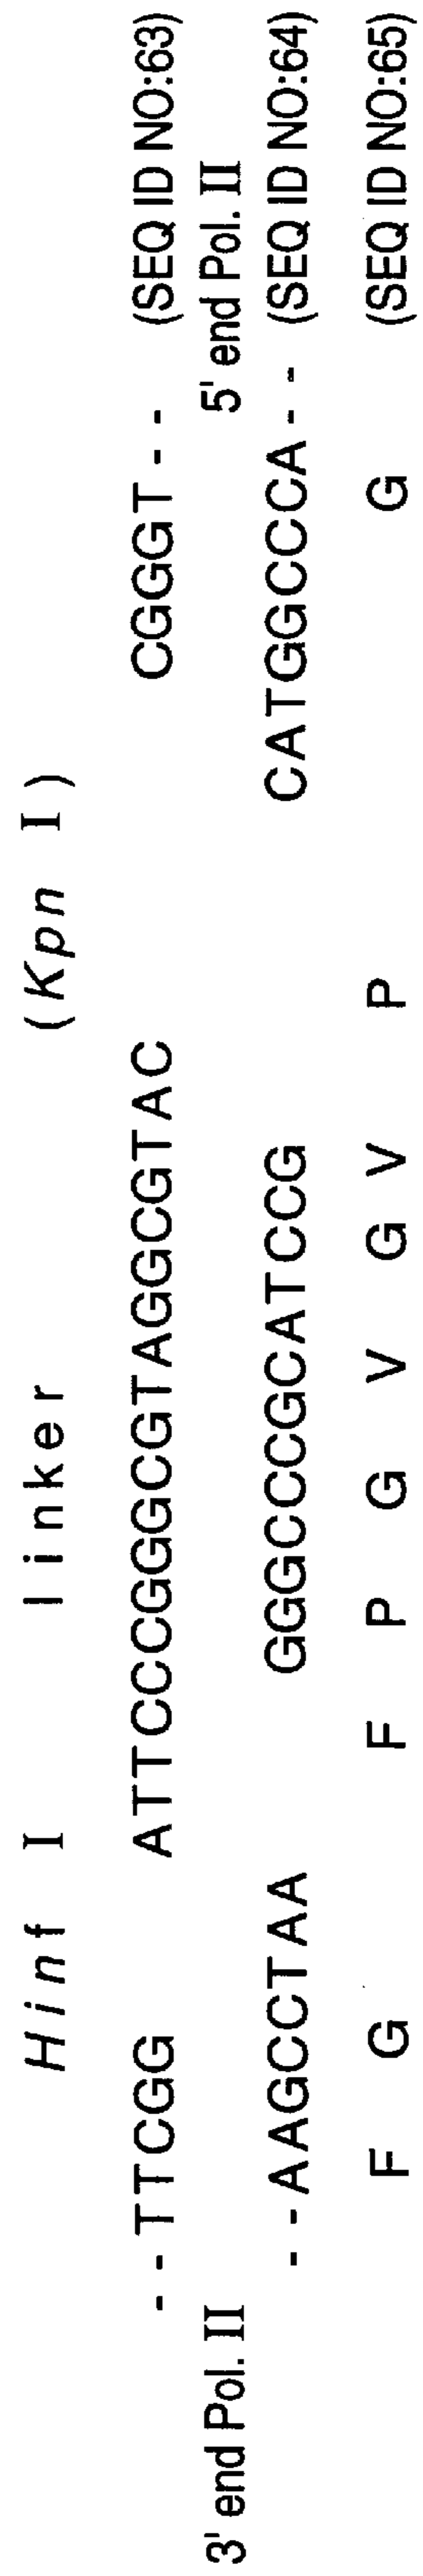 Hinf I linker (Kpn I)
--TTCGG ATTCCCGGGCGTAGGCGTAC CGGGT-- (SEQ ID NO:63)
3' end Pol. II 5' end Pol. II
--AAGCCTAA GGGCCCGCATCCG CATGGCCCA-- (SEQ ID NO:64)
F G F P G V G V P G (SEQ ID NO:65)